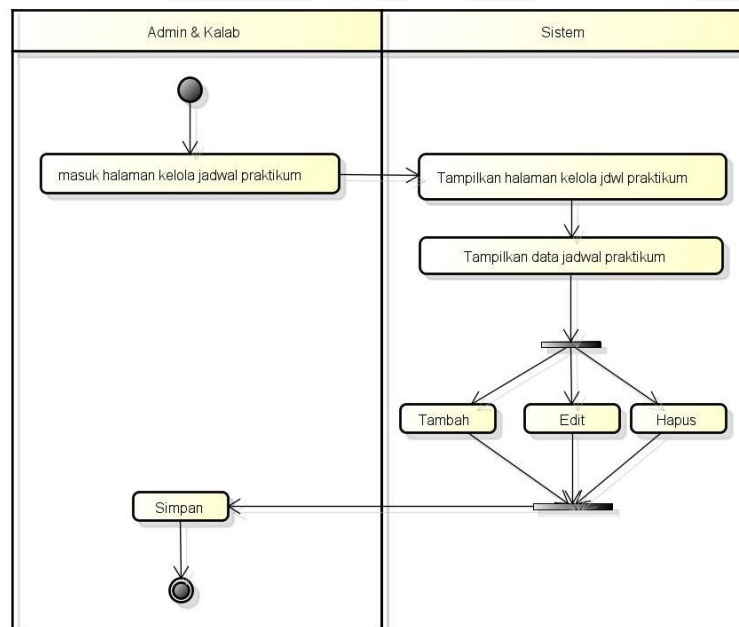 Admin & Kalab
Sistem
masuk halaman kelola jadwal praktikum
Tampilkan halaman kelola jdwl praktikum
Tampilkan data jadwal praktikum
Tambah
Edit
Hapus
Simpan